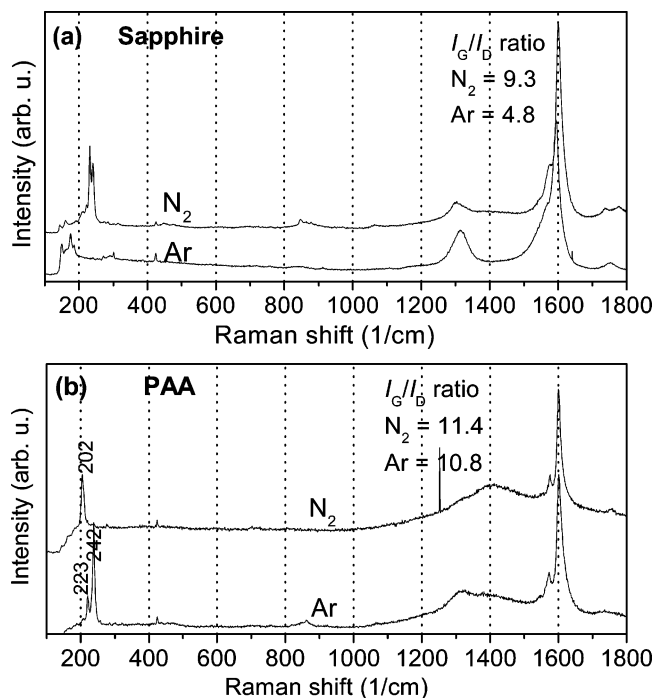 (a) Sapphire
I_G/I_D ratio
N₂ = 9.3
Ar = 4.8
N₂
Ar
Intensity (arb. u.)
200 400 600 800 1000 1200 1400 1600 1800
Raman shift (1/cm)
(b) PAA
I_G/I_D ratio
N₂ = 11.4
Ar = 10.8
202
N₂
242
223
Ar
Intensity (arb. u.)
200 400 600 800 1000 1200 1400 1600 1800
Raman shift (1/cm)